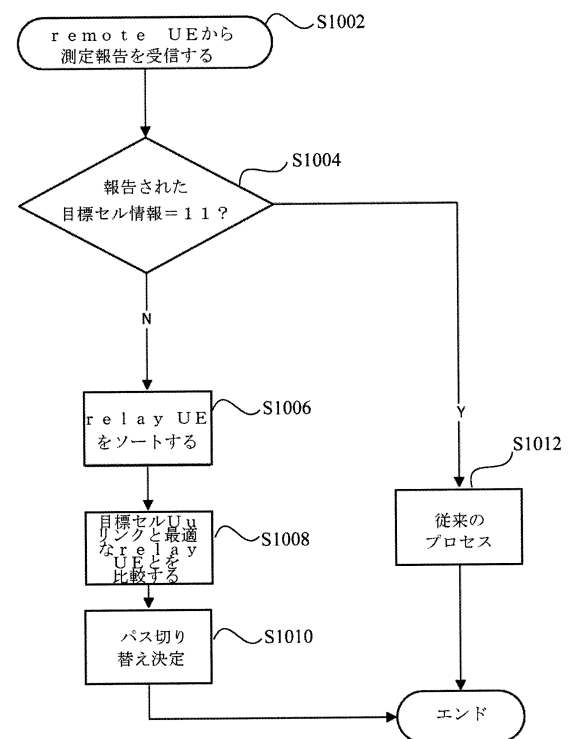 ｒｅｍｏｔｅ　ＵＥから
測定報告を受信する
S1002
報告された
目標セル情報＝１１？
S1004
N
ｒｅｌａｙ ＵＥ
をソートする
S1006
Y
S1012
従来の
プロセス
目標セルＵｕ
リンクと最適
なｒｅｌａｙ
ＵＥとを
比較する
S1008
パス切り
替え決定
S1010
エンド